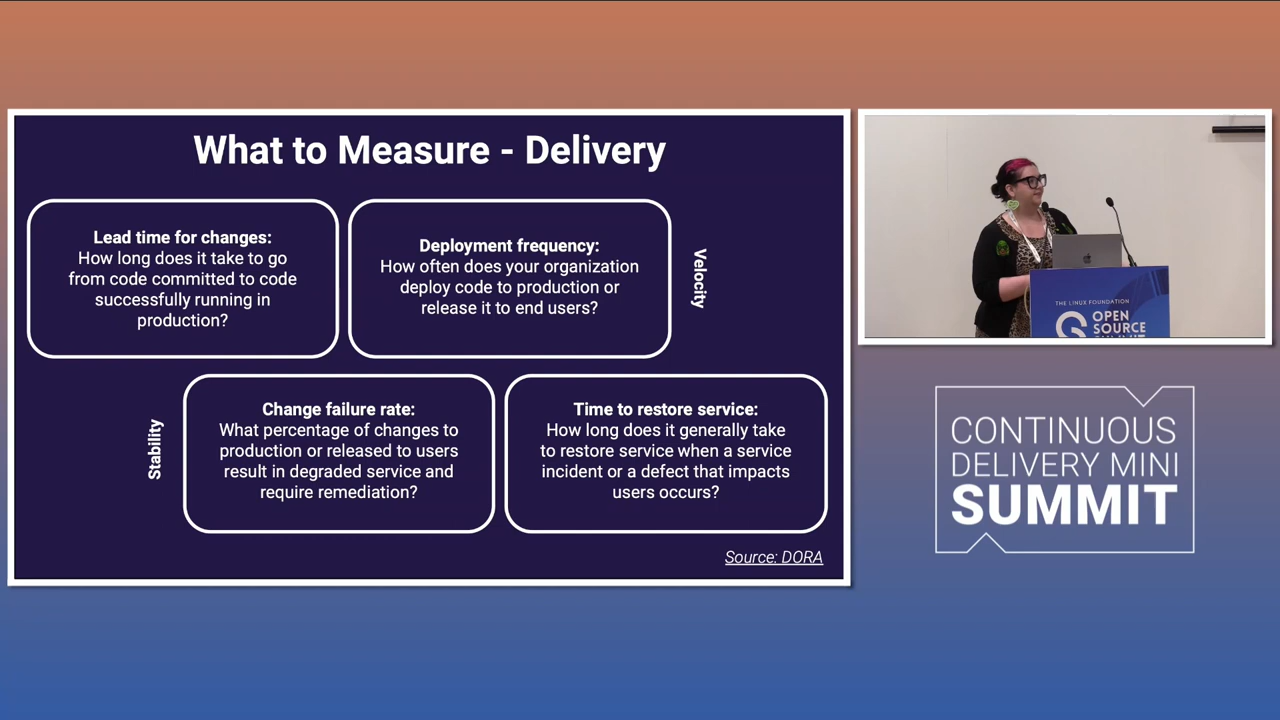 What to Measure - Delivery
Lead time for changes:
How long does it take to go
from code committed to code
successfully running in
production?
Deployment frequency:
How often does your organization
deploy code to production or
release it to end users?
Velocity
Stability
Change failure rate:
What percentage of changes to
production or released to users
result in degraded service and
require remediation?
Time to restore service:
How long does it generally take
to restore service when a service
incident or a defect that impacts
users occurs?
Source: DORA
THE LINUX FOUNDATION
OPEN
SOURCE
SUMMIT
CONTINUOUS
DELIVERY MINI
SUMMIT